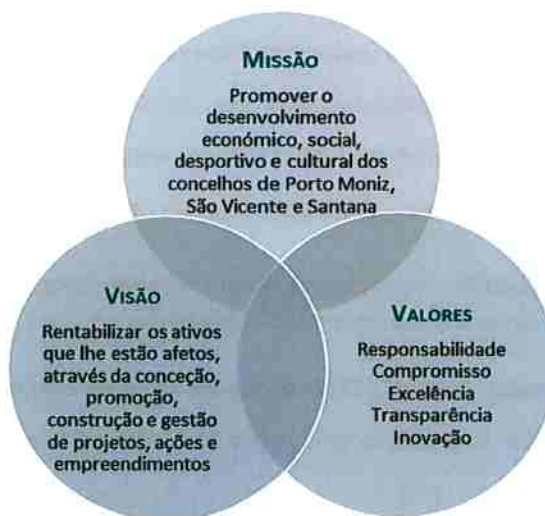 MISSÃO
Promover o
desenvolvimento
económico, social,
desportivo e cultural dos
concelhos de Porto Moniz,
São Vicente e Santana
VISÃO
Rentabilizar os ativos
que lhe estão afetos,
através da conceção,
promoção,
construção e gestão
de projetos, ações e
empreendimentos
VALORES
Responsabilidade
Compromisso
Excelência
Transparência
Inovação